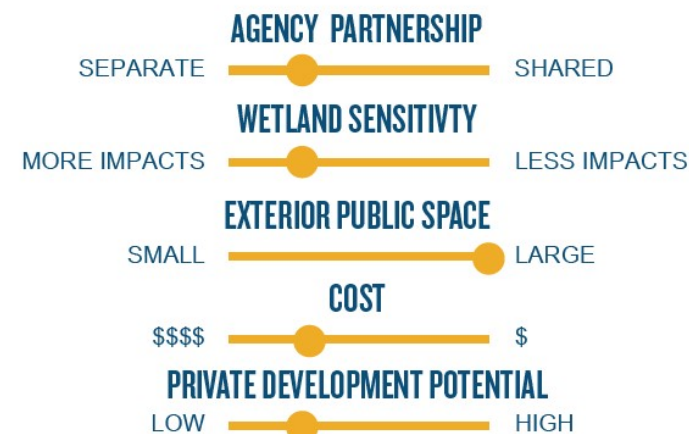 AGENCY PARTNERSHIP
SEPARATE SHARED
WETLAND SENSITIVTY
MORE IMPACTS LESS IMPACTS
EXTERIOR PUBLIC SPACE
SMALL LARGE
COST
$$$$ $
PRIVATE DEVELOPMENT POTENTIAL
LOW HIGH